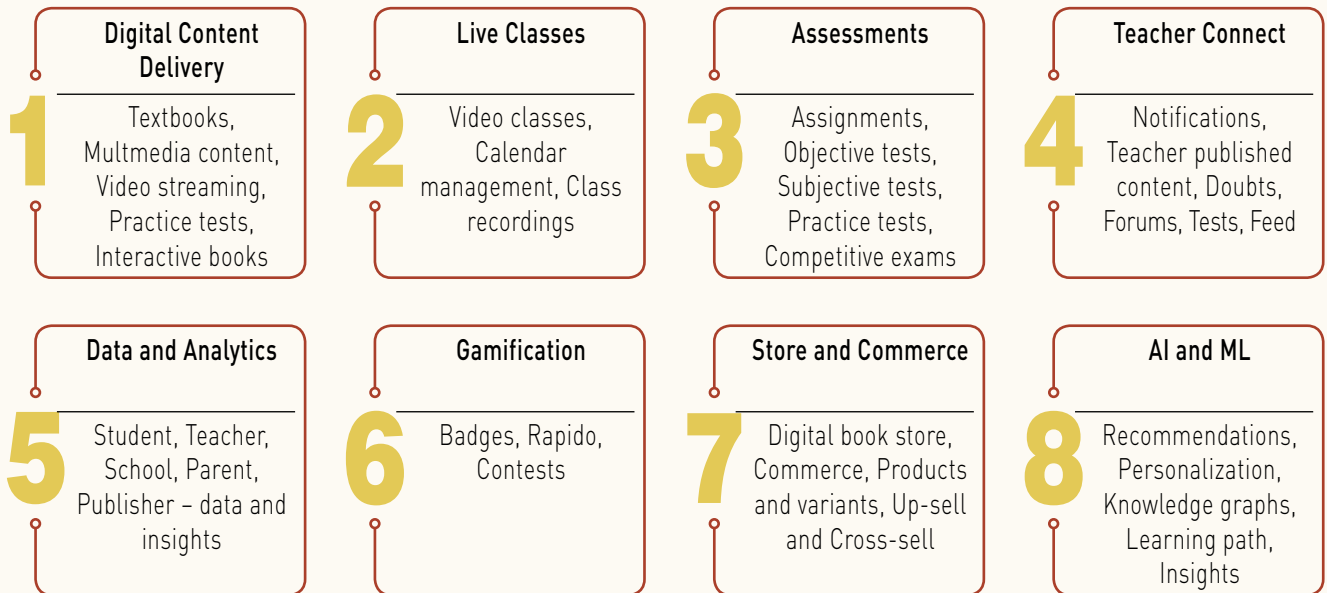 1
Digital Content
Delivery
Textbooks,
Multmedia content,
Video streaming,
Practice tests,
Interactive books
2
Live Classes
Video classes,
Calendar
management, Class
recordings
3
Assessments
Assignments,
Objective tests,
Subjective tests,
Practice tests,
Competitive exams
4
Teacher Connect
Notifications,
Teacher published
content, Doubts,
Forums, Tests, Feed
5
Data and Analytics
Student, Teacher,
School, Parent,
Publisher – data and
insights
6
Gamification
Badges, Rapido,
Contests
7
Store and Commerce
Digital book store,
Commerce, Products
and variants, Up-sell
and Cross-sell
8
AI and ML
Recommendations,
Personalization,
Knowledge graphs,
Learning path,
Insights